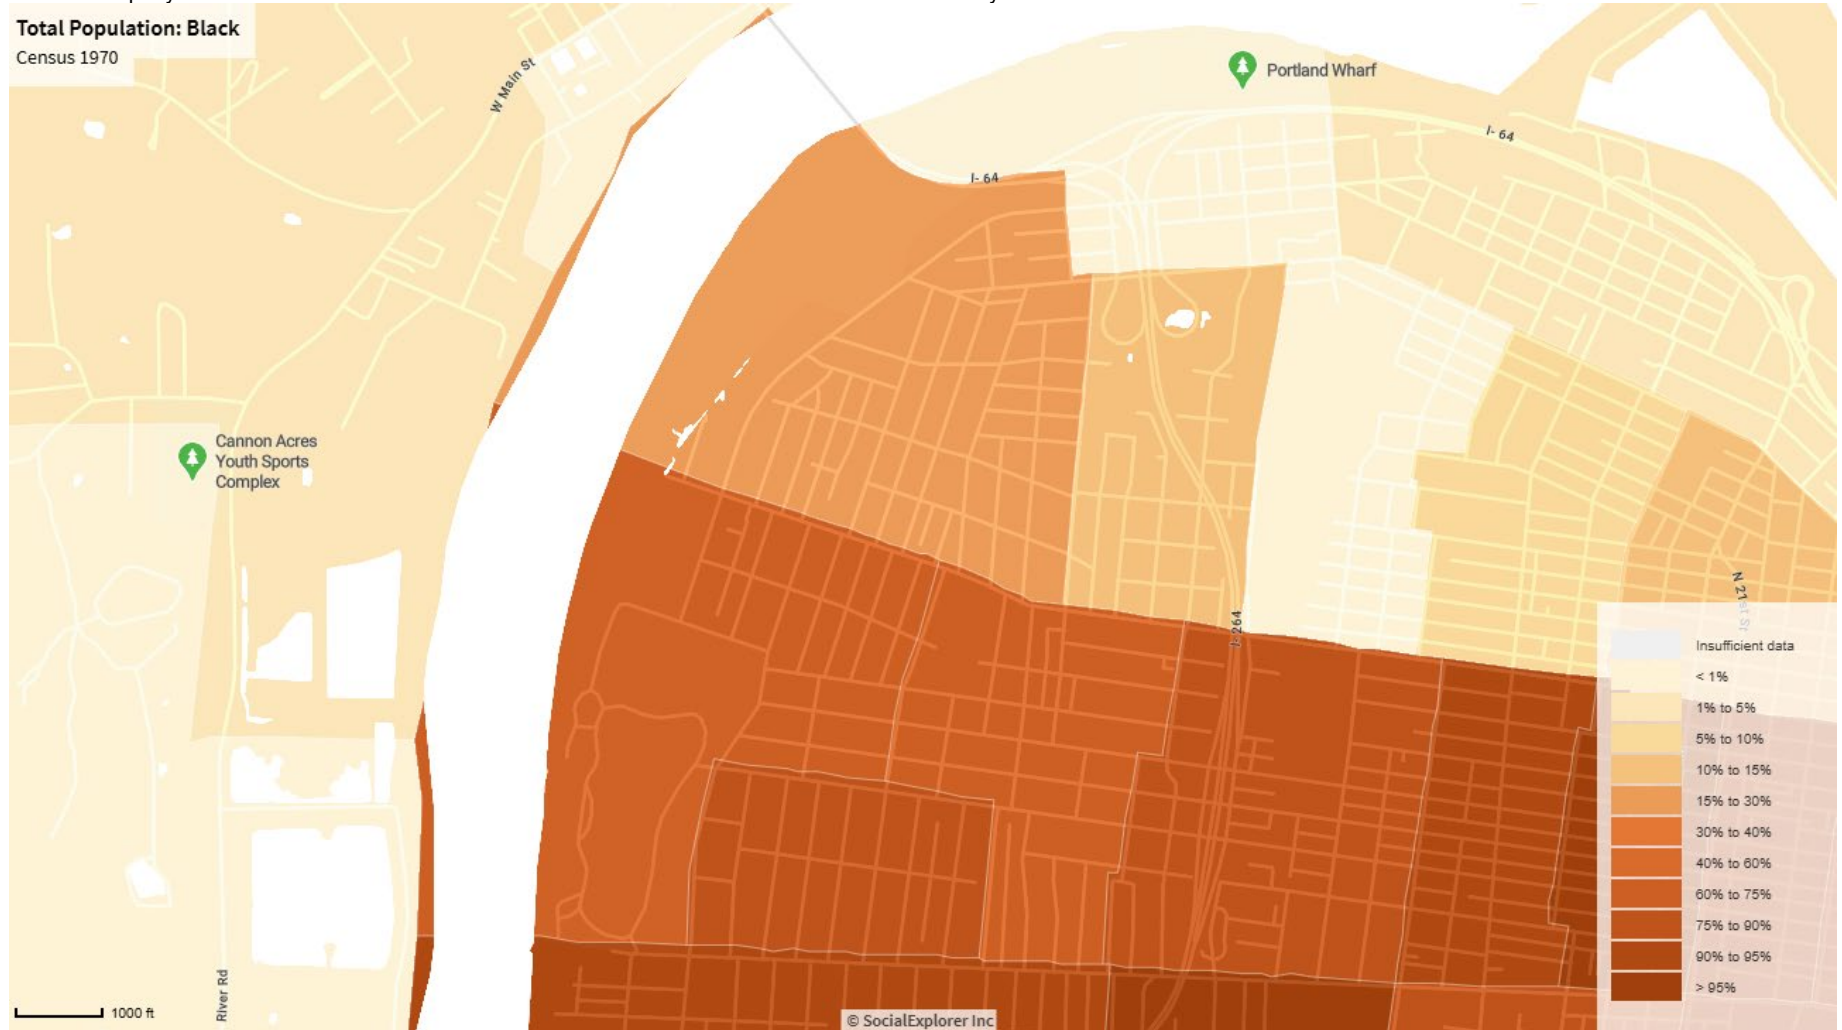 Total Population: Black
Census 1970
W Main St
Portland Wharf
I- 64
I- 64
Cannon Acres
Youth Sports
Complex
I- 264
N 21st St
Insufficient data
< 1%
1% to 5%
5% to 10%
10% to 15%
15% to 30%
30% to 40%
40% to 60%
60% to 75%
75% to 90%
90% to 95%
> 95%
River Rd
1000 ft
© SocialExplorer Inc